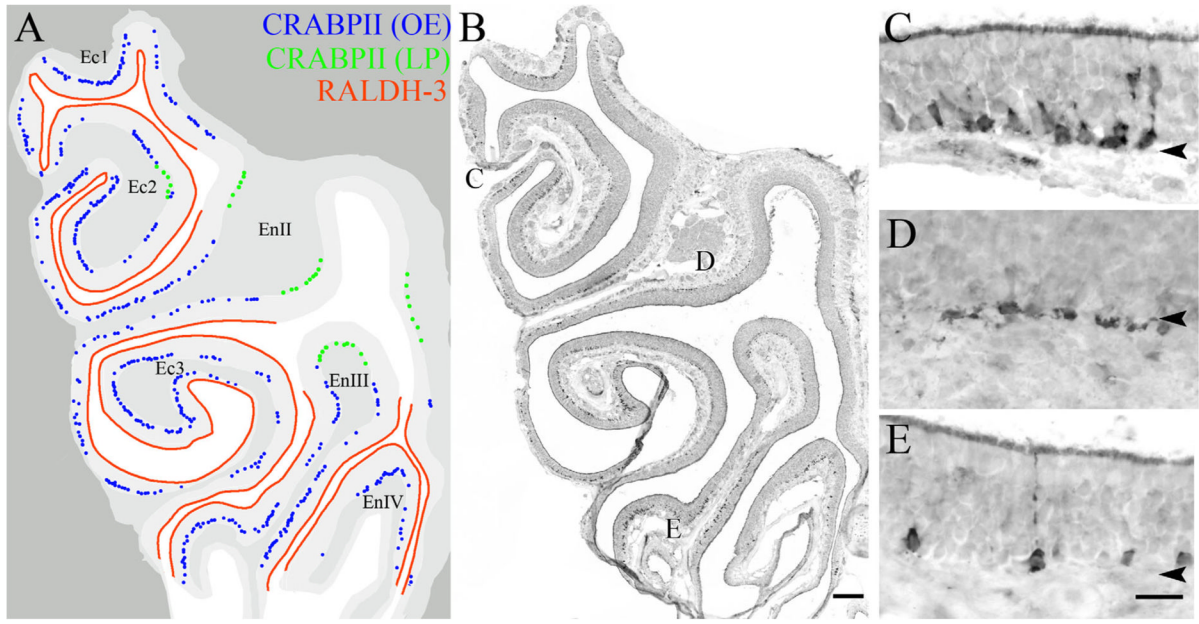 A
CRABPII (OE)
CRABPII (LP)
RALDH-3
Ec1
Ec2
EnII
Ec3
EnIII
EnIV
B
C
D
E
C
D
E